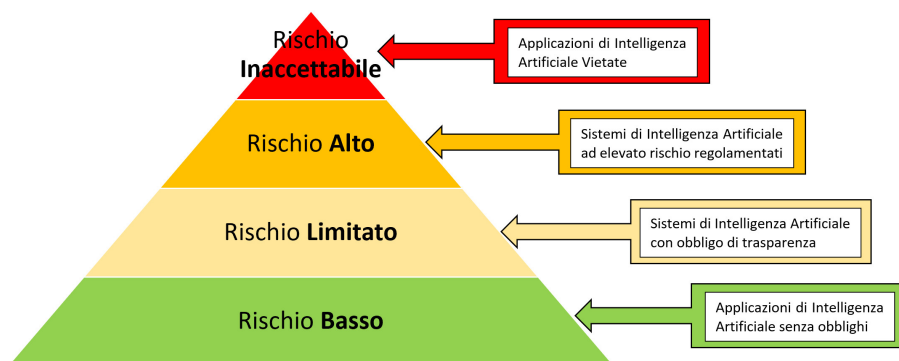 Rischio
Inaccettabile
Applicazioni di Intelligenza
Artificiale Vietate
Rischio Alto
Sistemi di Intelligenza Artificiale
ad elevato rischio regolamentati
Rischio Limitato
Sistemi di Intelligenza Artificiale
con obbligo di trasparenza
Rischio Basso
Applicazioni di Intelligenza
Artificiale senza obblighi